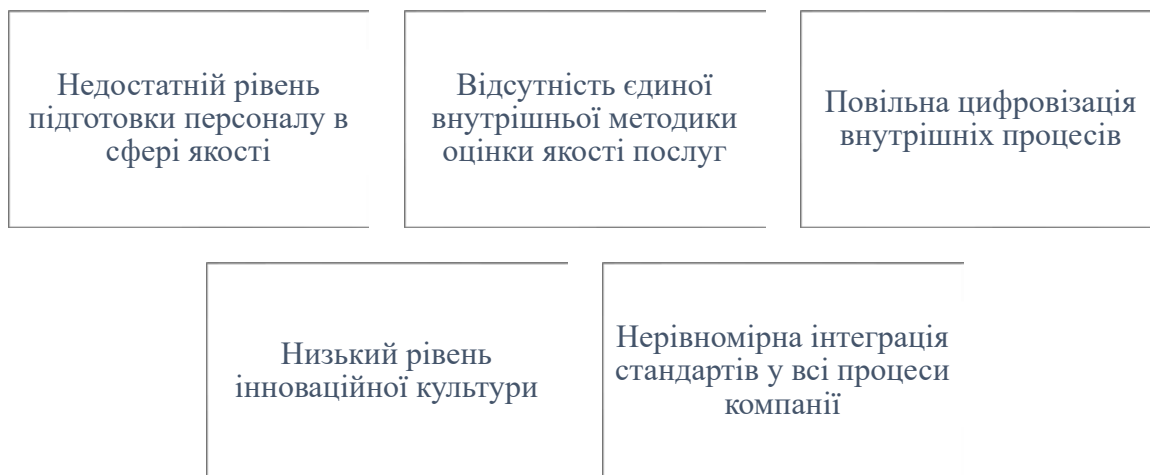 Недостатній рівень
підготовки персоналу в
сфері якості
Відсутність єдиної
внутрішньої методики
оцінки якості послуг
Повільна цифровізація
внутрішніх процесів
Низький рівень
інноваційної культури
Нерівномірна інтеграція
стандартів у всі процеси
компанії